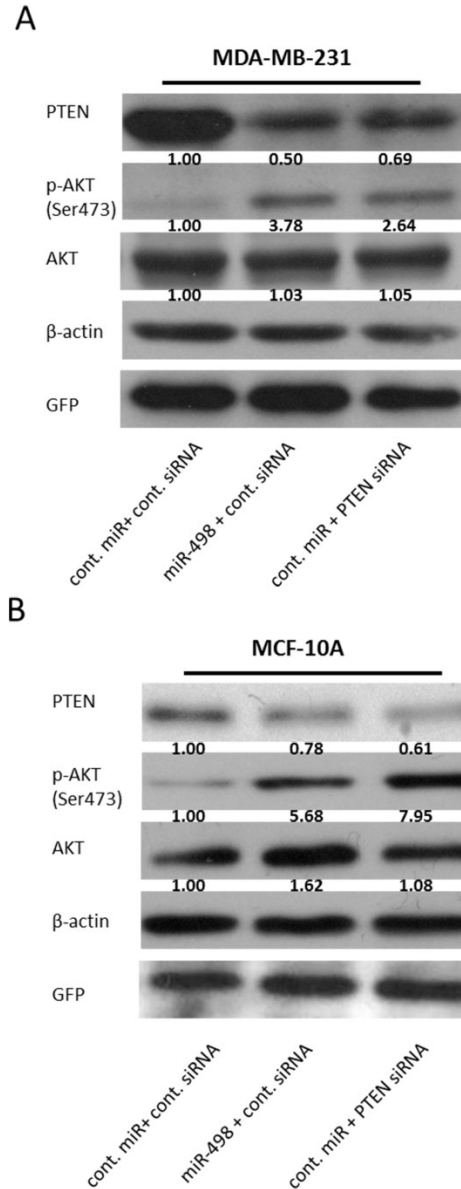 A
MDA-MB-231
PTEN
1.00 0.50 0.69
p-AKT
(Ser473)
1.00 3.78 2.64
AKT
1.00 1.03 1.05
β-actin
GFP
cont. miR+ cont. siRNA
miR-498 + cont. siRNA
cont. miR + PTEN siRNA
B
MCF-10A
PTEN
1.00 0.78 0.61
p-AKT
(Ser473)
1.00 5.68 7.95
AKT
1.00 1.62 1.08
β-actin
GFP
cont. miR+ cont. siRNA
miR-498 + cont. siRNA
cont. miR + PTEN siRNA